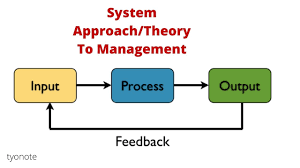 System
Approach/Theory
To Management
Input
Process
Output
Feedback
tyonote